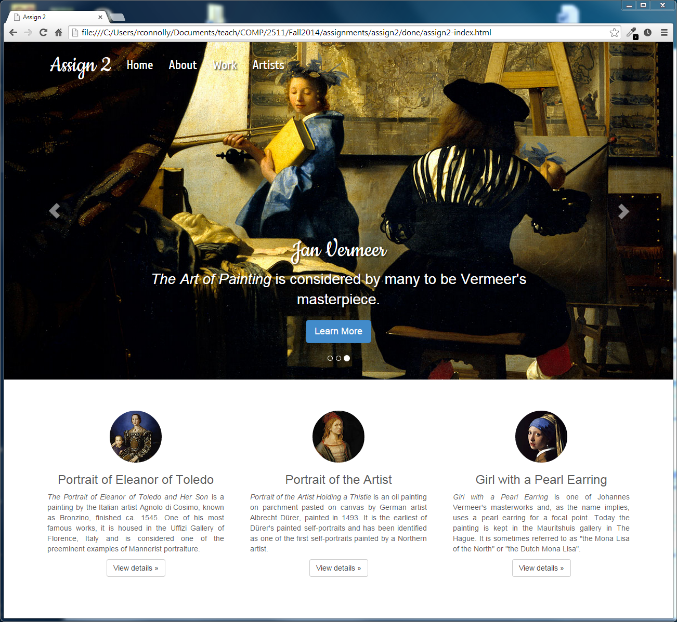 Assign 2
file:///C:/Users/rconnolly/Documents/teach/COMP/2511/Fall2014/assignments/assign2/done/assign2-index.html
Assign 2 Home About Work Artists
Jan Vermeer
The Art of Painting is considered by many to be Vermeer's
masterpiece.
Learn More
Portrait of Eleanor of Toledo
The Portrait of Eleanor of Toledo and Her Son is a
painting by the Italian artist Agnolo di Cosimo, known
as Bronzino, finished ca. 1545. One of his most
famous works, it is housed in the Uffizi Gallery of
Florence, Italy and is considered one of the
preeminent examples of Mannerist portraiture.
View details »
Portrait of the Artist
Portrait of the Artist Holding a Thistle is an oil painting
on parchment pasted on canvas by German artist
Albrecht Dürer, painted in 1493. It is the earliest of
Dürer's painted self-portraits and has been identified
as one of the first self-portraits painted by a Northern
artist.
View details »
Girl with a Pearl Earring
Girl with a Pearl Earring is one of Johannes
Vermeer's masterworks and, as the name implies,
uses a pearl earring for a focal point. Today the
painting is kept in the Mauritshuis gallery in The
Hague. It is sometimes referred to as "the Mona Lisa
of the North" or "the Dutch Mona Lisa".
View details »